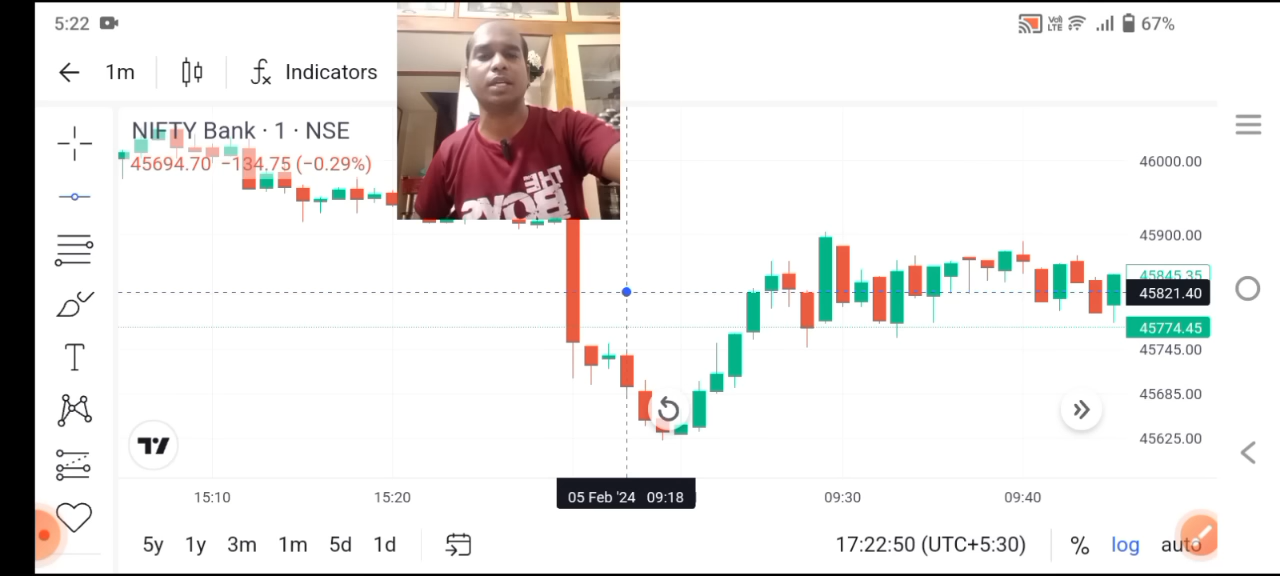 5:22
Vo))
LTE
67%
1m
Indicators
NIFTY Bank · 1 · NSE
45694.70 −134.75 (−0.29%)
46000.00
45900.00
45845.35
45821.40
45774.45
45745.00
45685.00
45625.00
15:10
15:20
05 Feb '24 09:18
09:30
09:40
5y
1y
3m
1m
5d
1d
17:22:50 (UTC+5:30)
%
log
auto